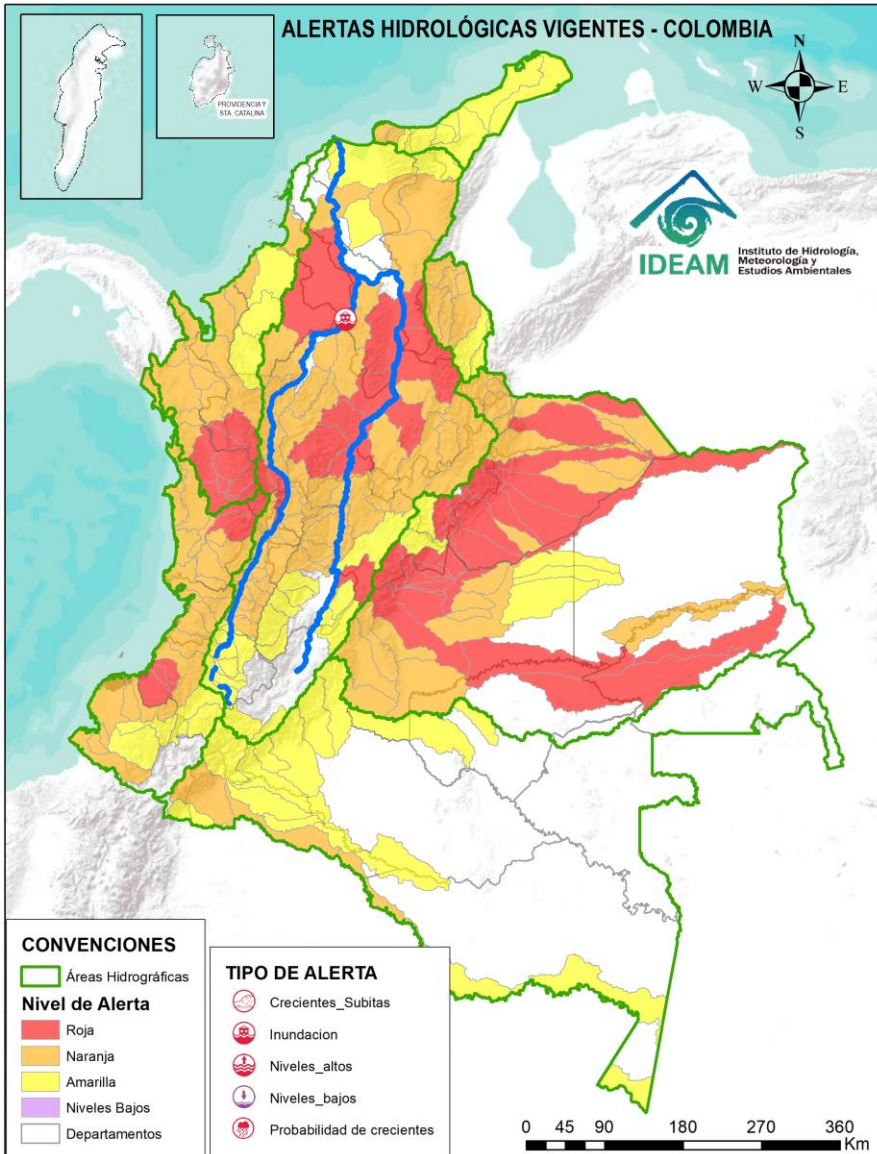 ALERTAS HIDROLÓGICAS VIGENTES - COLOMBIA
PROVIDENCIA Y
STA. CATALINA
N
W
E
S
IDEAM
Instituto de Hidrología,
Meteorología y
Estudios Ambientales
CONVENCIONES
Áreas Hidrográficas
Nivel de Alerta
Roja
Naranja
Amarilla
Niveles Bajos
Departamentos
TIPO DE ALERTA
Crecientes_Subitas
Inundacion
Niveles_altos
Niveles_bajos
Probabilidad de crecientes
0 45 90 180 270 360
Km